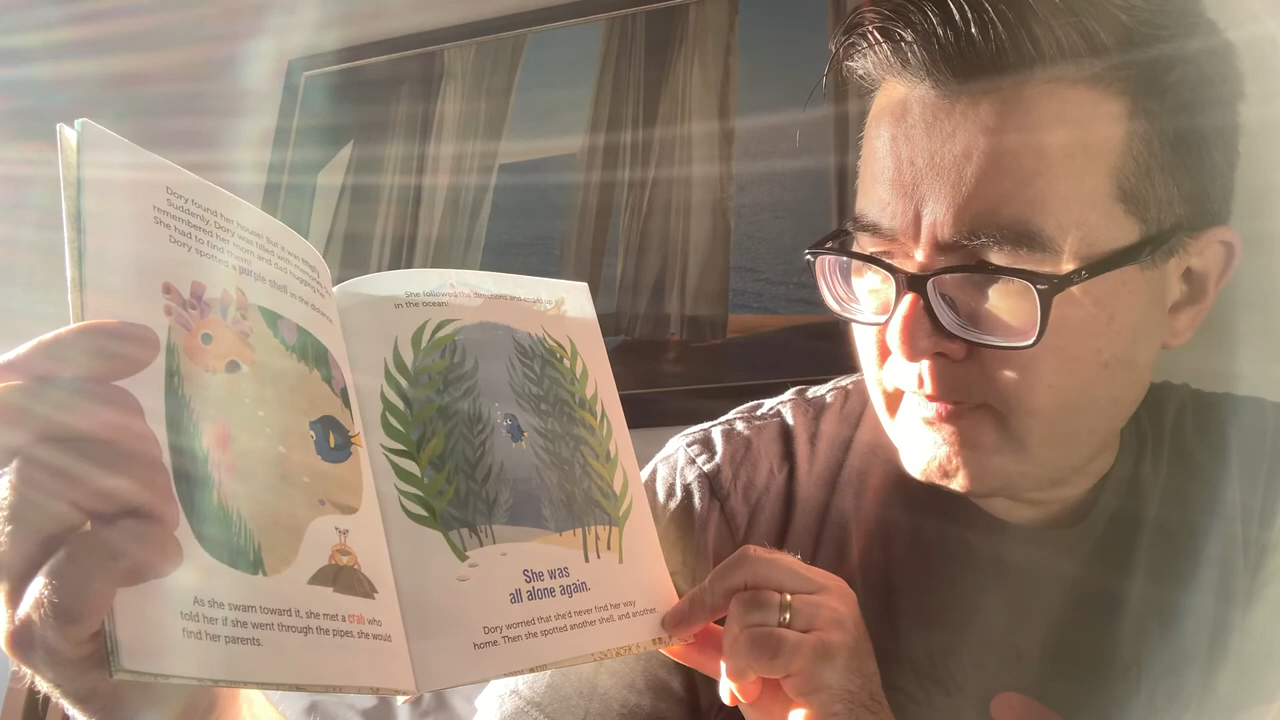 Dory found her house! But it was empty.
Suddenly, Dory was filled with memories
remembered her mom and dad hugging her.
She had to find them!
Dory spotted a purple shell in the distance.
As she swam toward it, she met a crab who
told her if she went through the pipes, she would
find her parents.
She followed the directions and ended up
in the ocean!
She was
all alone again.
Dory worried that she'd never find her way
home. Then she spotted another shell, and another.